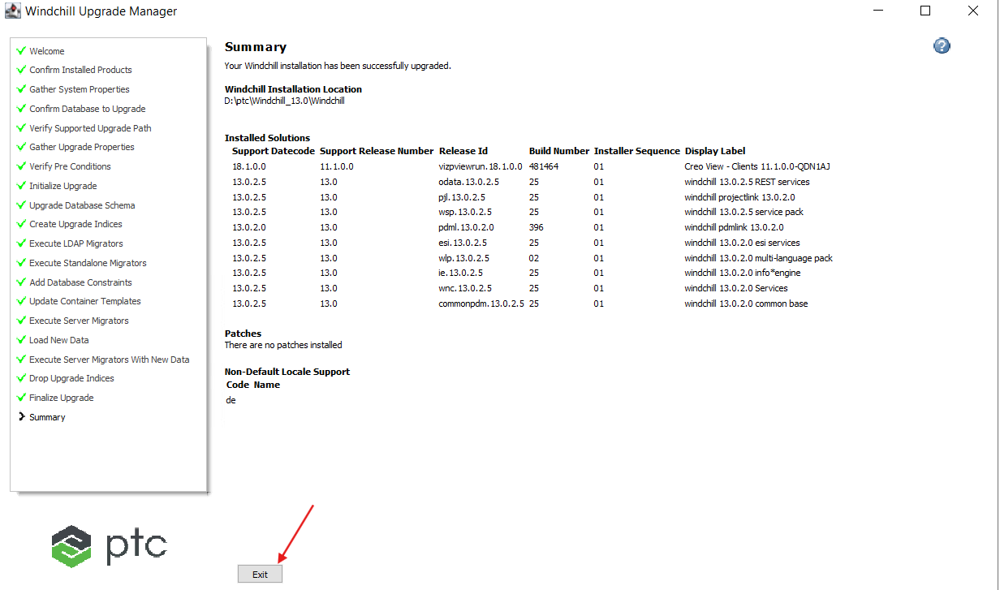 Windchill Upgrade Manager
Welcome
Confirm Installed Products
Gather System Properties
Confirm Database to Upgrade
Verify Supported Upgrade Path
Gather Upgrade Properties
Verify Pre Conditions
Initialize Upgrade
Upgrade Database Schema
Create Upgrade Indices
Execute LDAP Migrators
Execute Standalone Migrators
Add Database Constraints
Update Container Templates
Execute Server Migrators
Load New Data
Execute Server Migrators With New Data
Drop Upgrade Indices
Finalize Upgrade
Summary
Summary
Your Windchill installation has been successfully upgraded.
Windchill Installation Location
D:\ptc\Windchill_13.0\Windchill
Installed Solutions
Support Datecode Support Release Number Release Id Build Number Installer Sequence Display Label
18.1.0.0 11.1.0.0 vizpviewrun.18.1.0.0 481464 01 Creo View - Clients 11.1.0.0-QDN1AJ
13.0.2.5 13.0 odata.13.0.2.5 25 01 windchill 13.0.2.5 REST services
13.0.2.5 13.0 pjl.13.0.2.5 25 01 windchill projectlink 13.0.2.0
13.0.2.5 13.0 wsp.13.0.2.5 25 01 windchill 13.0.2.5 service pack
13.0.2.0 13.0 pdml.13.0.2.0 396 01 windchill pdmlink 13.0.2.0
13.0.2.5 13.0 esi.13.0.2.5 25 01 windchill 13.0.2.0 esi services
13.0.2.5 13.0 wlp.13.0.2.5 02 01 windchill 13.0.2.0 multi-language pack
13.0.2.5 13.0 ie.13.0.2.5 25 01 windchill 13.0.2.0 info*engine
13.0.2.5 13.0 wnc.13.0.2.5 25 01 windchill 13.0.2.0 Services
13.0.2.5 13.0 commonpdm.13.0.2.5 25 01 windchill 13.0.2.0 common base
Patches
There are no patches installed
Non-Default Locale Support
Code Name
de
ptc
Exit